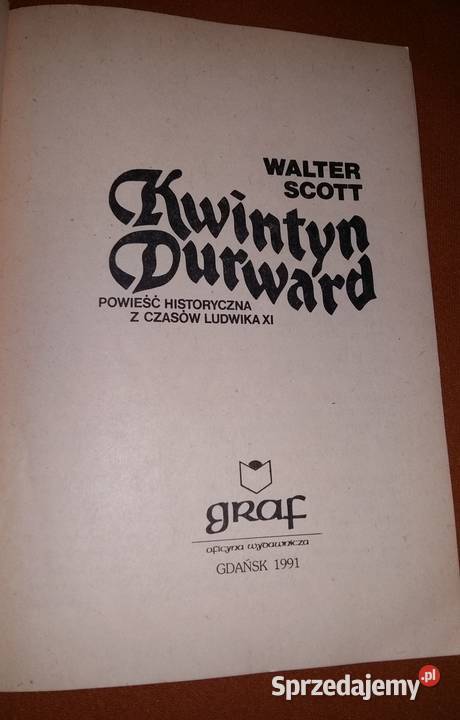 WALTER
SCOTT
Kwintyn
Durward
POWIEŚĆ HISTORYCZNA
Z CZASÓW LUDWIKA XI
graf
oficyna wydawnicza
GDAŃSK 1991
Sprzedajemy.pl